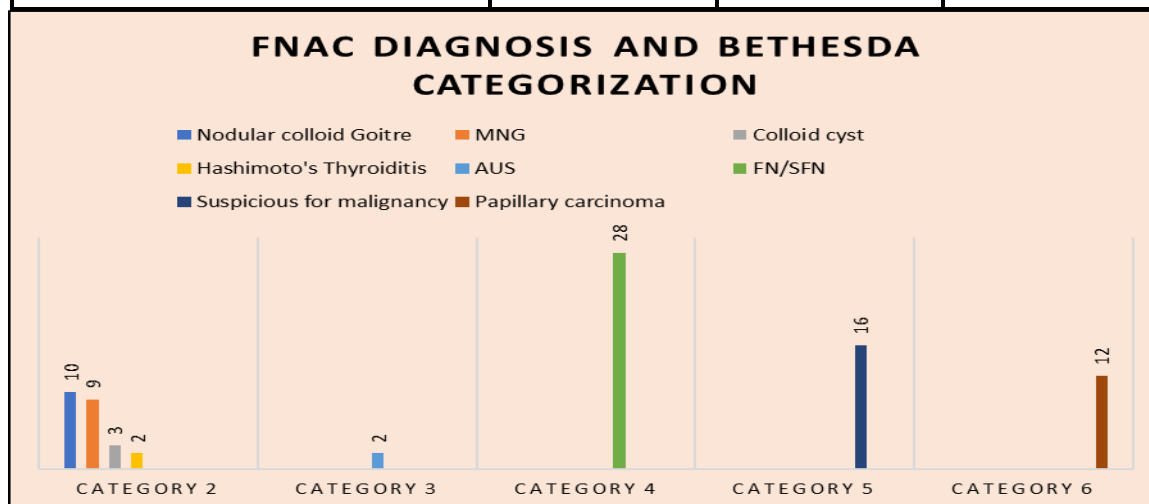 FNAC DIAGNOSIS AND BETHESDA
CATEGORIZATION
Nodular colloid Goitre MNG Colloid cyst
Hashimoto's Thyroiditis AUS FN/SFN
Suspicious for malignancy Papillary carcinoma
10
9
3
2
2
28
16
12
CATEGORY 2 CATEGORY 3 CATEGORY 4 CATEGORY 5 CATEGORY 6